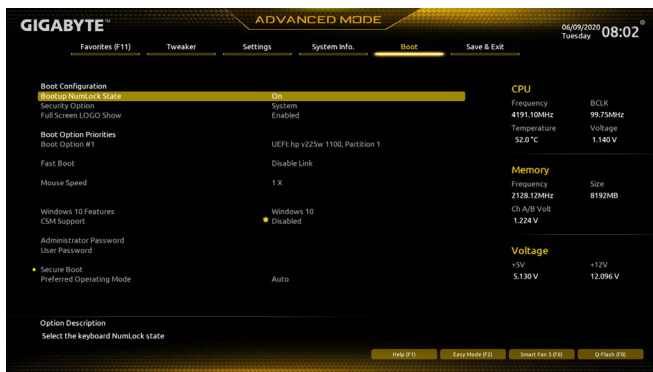 GIGABYTE™
ADVANCED MODE
06/09/2020 Tuesday 08:02
Favorites (F11) Tweaker Settings System Info. Boot Save & Exit
Boot Configuration
Bootup NumLock State On
Security Option System
Full Screen LOGO Show Enabled
Boot Option Priorities
Boot Option #1 UEFI: hp v225w 1100, Partition 1
Fast Boot Disable Link
Mouse Speed 1 X
Windows 10 Features Windows 10
CSM Support Disabled
Administrator Password
User Password
Secure Boot
Preferred Operating Mode Auto
CPU
Frequency BCLK
4191.10MHz 99.75MHz
Temperature Voltage
52.0 °C 1.140 V
Memory
Frequency Size
2128.12MHz 8192MB
Ch A/B Volt
1.224 V
Voltage
+5V +12V
5.130 V 12.096 V
Option Description
Select the keyboard NumLock state
Help (F1) Easy Mode (F2) Smart Fan 5 (F6) Q-Flash (F8)